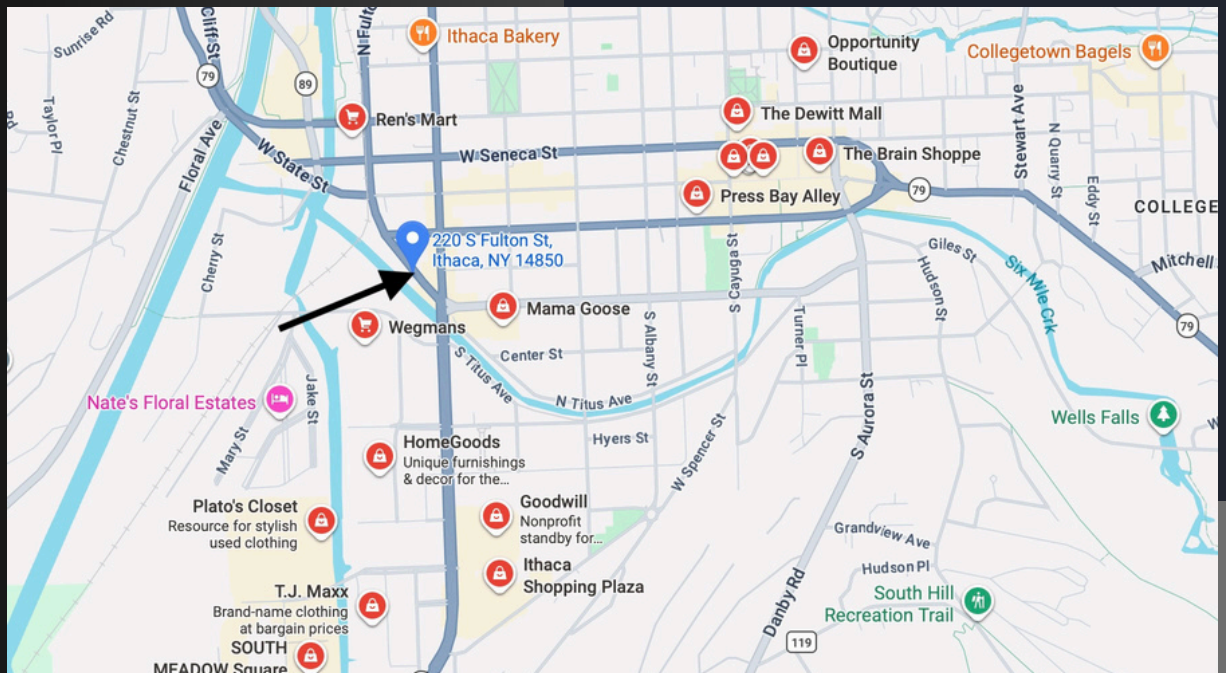 Sunrise Rd
Cliff St
N Fulto
Ithaca Bakery
Opportunity
Boutique
Collegetown Bagels
79
89
Taylor Pl
Chestnut St
Rd
Ren's Mart
The Dewitt Mall
Stewart Ave
N Quarry St
Floral Ave
W State St
W Seneca St
The Brain Shoppe
Eddy St
79
Press Bay Alley
COLLEGE
220 S Fulton St,
Ithaca, NY 14850
Cherry St
S Cayuga St
Giles St
Hudson St
Six Mile Crk
Mitchell
Mama Goose
Wegmans
S Albany St
Turner Pl
79
Center St
S Titus Ave
N Titus Ave
Nate's Floral Estates
Jake St
Mary St
S Aurora St
Wells Falls
W
HomeGoods
Unique furnishings
& decor for the...
Hyers St
W Spencer St
Plato's Closet
Resource for stylish
used clothing
Goodwill
Nonprofit
standby for...
Grandview Ave
Ithaca
Shopping Plaza
Hudson Pl
T.J. Maxx
Brand-name clothing
at bargain prices
Danby Rd
South Hill
Recreation Trail
119
SOUTH
MEADOW Square